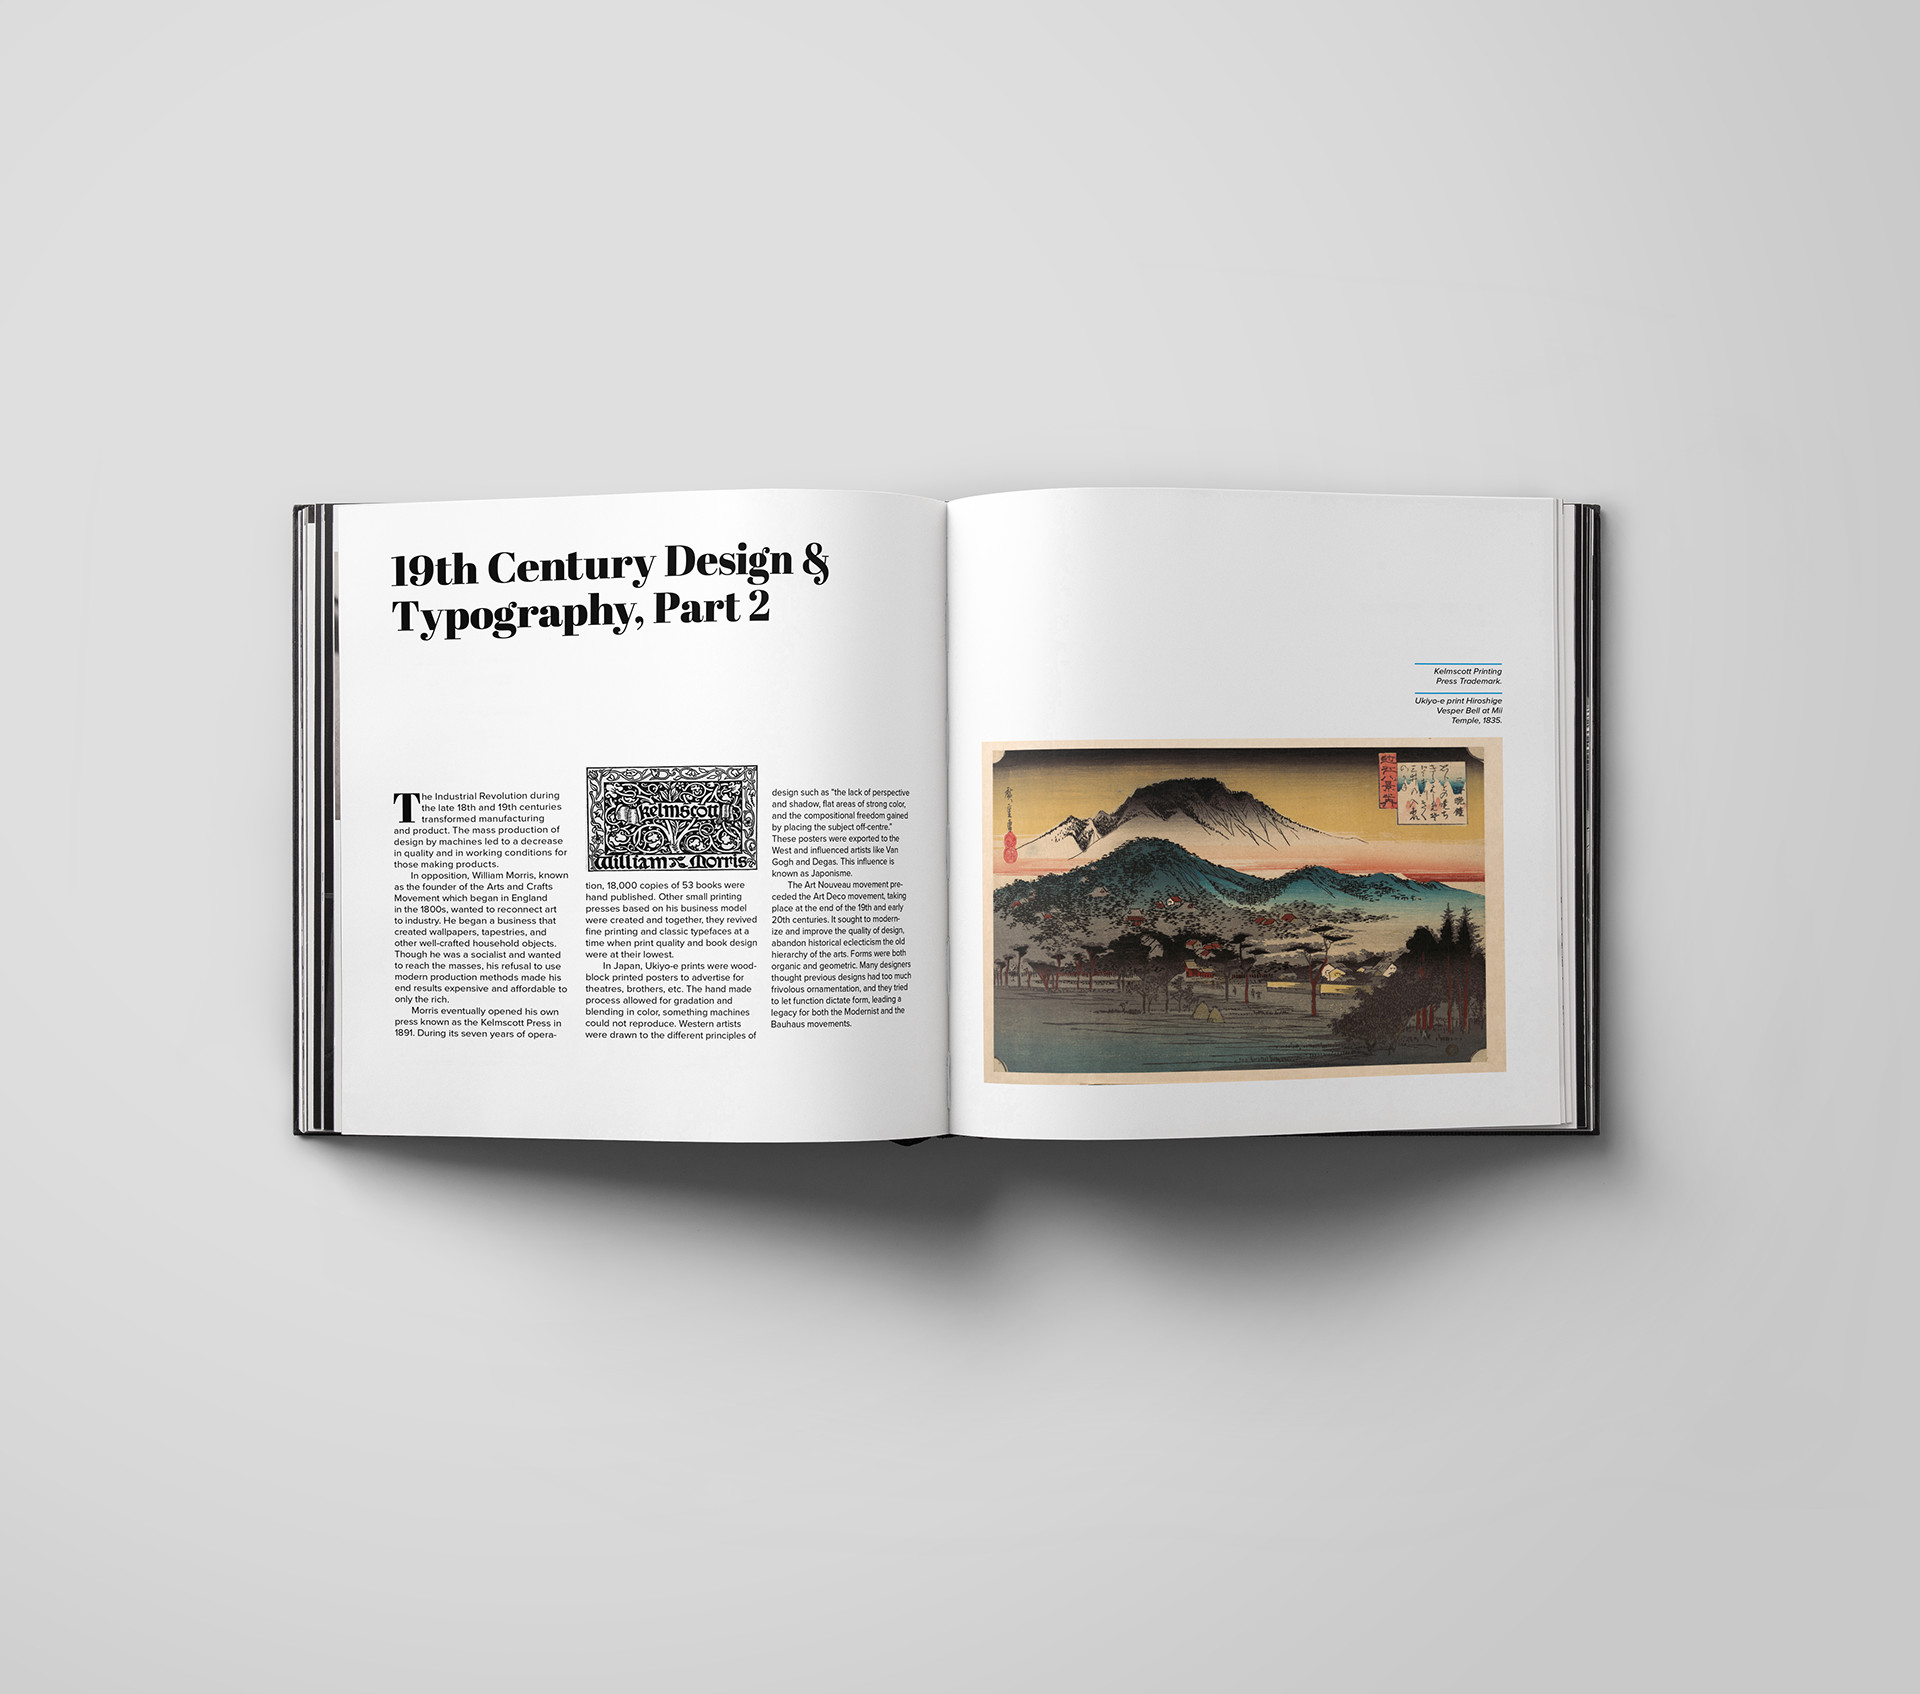 19th Century Design &
Typography, Part 2
The Industrial Revolution during
the late 18th and 19th centuries
transformed manufacturing
and product. The mass production of
design by machines led to a decrease
in quality and in working conditions for
those making products.
In opposition, William Morris, known
as the founder of the Arts and Crafts
Movement which began in England
in the 1800s, wanted to reconnect art
to industry. He began a business that
created wallpapers, tapestries, and
other well-crafted household objects.
Though he was a socialist and wanted
to reach the masses, his refusal to use
modern production methods made his
end results expensive and affordable to
only the rich.
Morris eventually opened his own
press known as the Kelmscott Press in
1891. During its seven years of opera-
kelmscott
William Morris
tion, 18,000 copies of 53 books were
hand published. Other small printing
presses based on his business model
were created and together, they revived
fine printing and classic typefaces at a
time when print quality and book design
were at their lowest.
In Japan, Ukiyo-e prints were wood-
block printed posters to advertise for
theatres, brothers, etc. The hand made
process allowed for gradation and
blending in color, something machines
could not reproduce. Western artists
were drawn to the different principles of
design such as "the lack of perspective
and shadow, flat areas of strong color,
and the compositional freedom gained
by placing the subject off-centre."
These posters were exported to the
West and influenced artists like Van
Gogh and Degas. This influence is
known as Japonisme.
The Art Nouveau movement pre-
ceded the Art Deco movement, taking
place at the end of the 19th and early
20th centuries. It sought to modern-
ize and improve the quality of design,
abandon historical eclecticism the old
hierarchy of the arts. Forms were both
organic and geometric. Many designers
thought previous designs had too much
frivolous ornamentation, and they tried
to let function dictate form, leading a
legacy for both the Modernist and the
Bauhaus movements.
Kelmscott Printing
Press Trademark.
Ukiyo-e print Hiroshige
Vesper Bell at Mii
Temple, 1835.